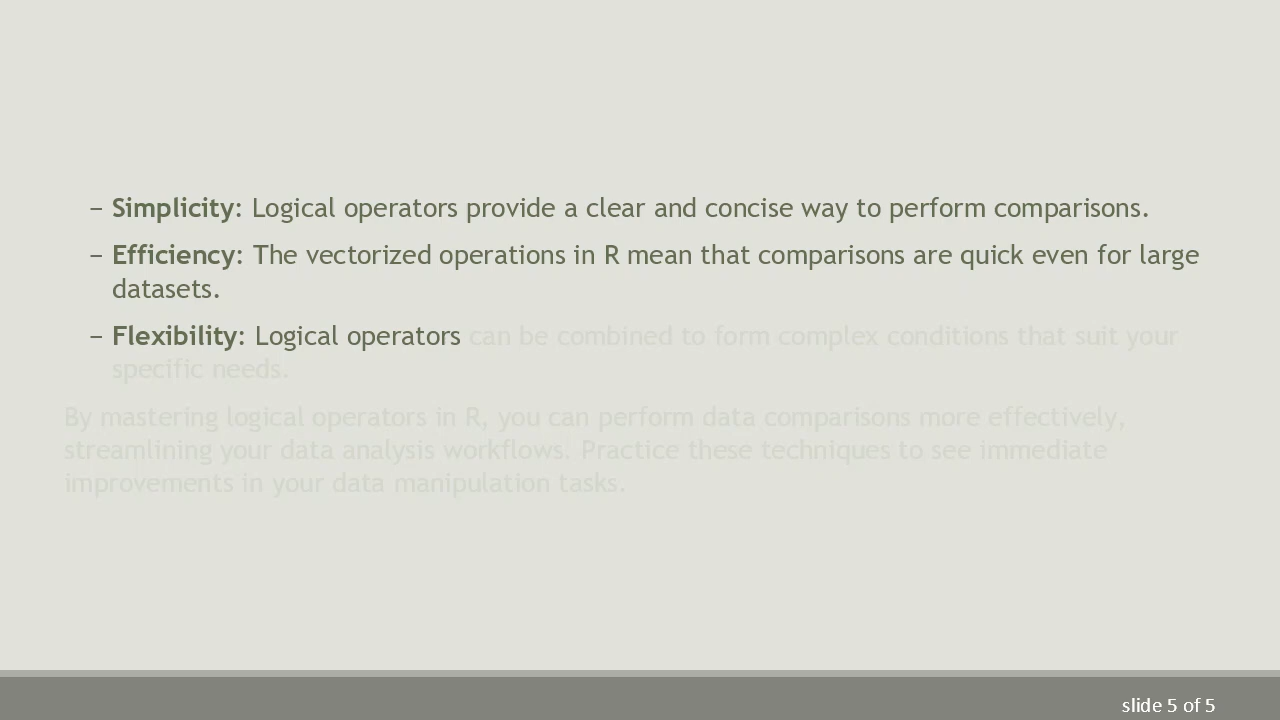 – Simplicity: Logical operators provide a clear and concise way to perform comparisons.
– Efficiency: The vectorized operations in R mean that comparisons are quick even for large
datasets.
– Flexibility: Logical operators can be combined to form complex conditions that suit your
specific needs.
By mastering logical operators in R, you can perform data comparisons more effectively,
streamlining your data analysis workflows. Practice these techniques to see immediate
improvements in your data manipulation tasks.
slide 5 of 5